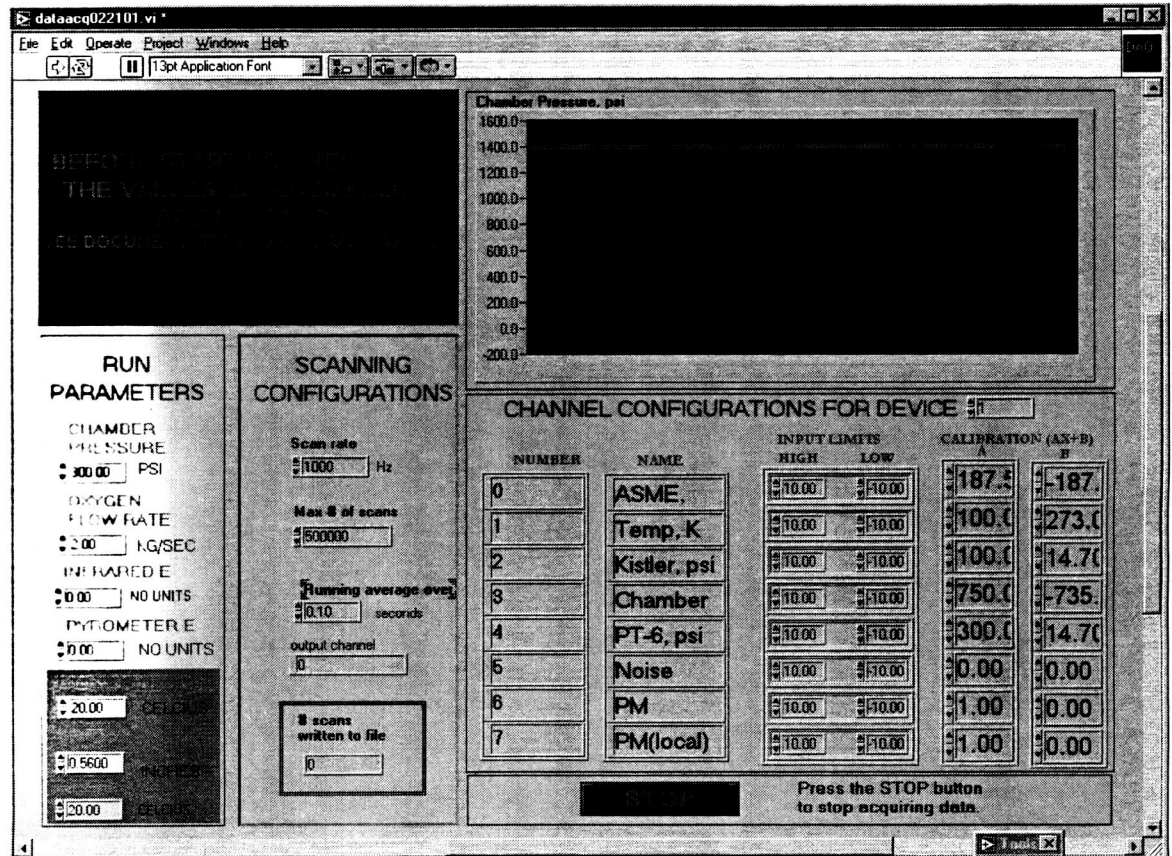 dataacq022101.vi *
File Edit Operate Project Windows Help
13pt Application Font
THE
Chamber Pressure, psi
1600.0
1400.0
1200.0
1000.0
800.0
600.0
400.0
200.0
0.0
-200.0
RUN
PARAMETERS
CHAMBER
PRESSURE
300.00 PSI
OXYGEN
FLOW RATE
2.00 KG/SEC
INFRARED E
0.00 NO UNITS
PYROMETER E
0.00 NO UNITS
20.00 CELCIUS
0.5600 INCHES
20.00 CELCIUS
SCANNING
CONFIGURATIONS
Scan rate
1000 Hz
Max # of scans
500000
Running average over
0.10 seconds
output channel
0
# scans
written to file
0
CHANNEL CONFIGURATIONS FOR DEVICE 1
INPUT LIMITS CALIBRATION (AX+B)
NUMBER NAME HIGH LOW A B
0 ASME, 10.00 -10.00 187.5 -187.
1 Temp, K 10.00 -10.00 100.0 273.0
2 Kistler, psi 10.00 -10.00 100.0 14.70
3 Chamber 10.00 -10.00 750.0 -735.
4 PT-6, psi 10.00 -10.00 300.0 14.70
5 Noise 10.00 -10.00 0.00 0.00
6 PM 10.00 -10.00 1.00 0.00
7 PM(local) 10.00 -10.00 1.00 0.00
STOP
Press the STOP button
to stop acquiring data.
Tools